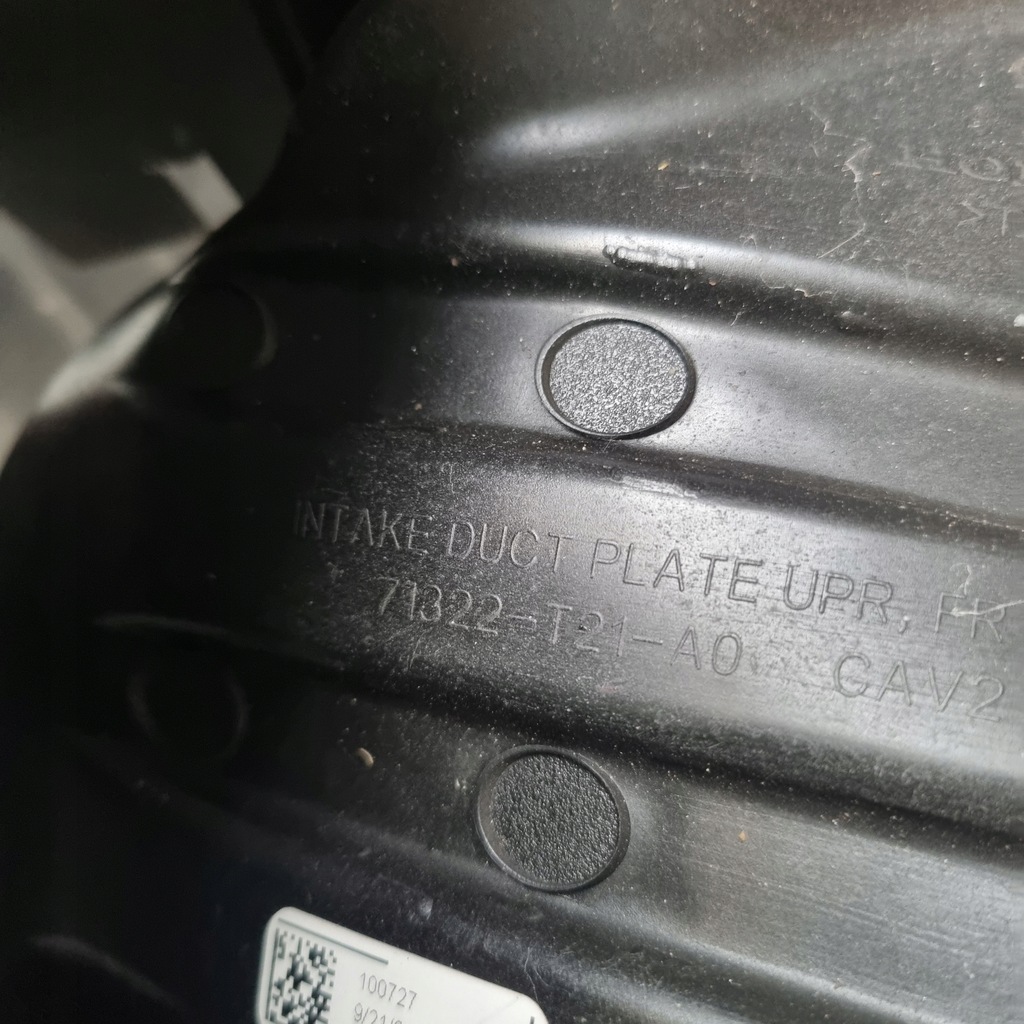 INTAKE DUCT PLATE UPR, FR
71322-T21-A0 CAV2
100727